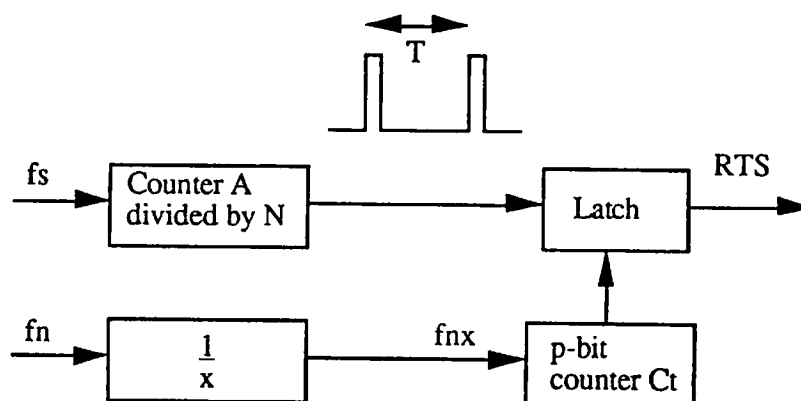 T
fs
Counter A
divided by N
Latch
RTS
fn
1
x
fnx
p-bit
counter Ct